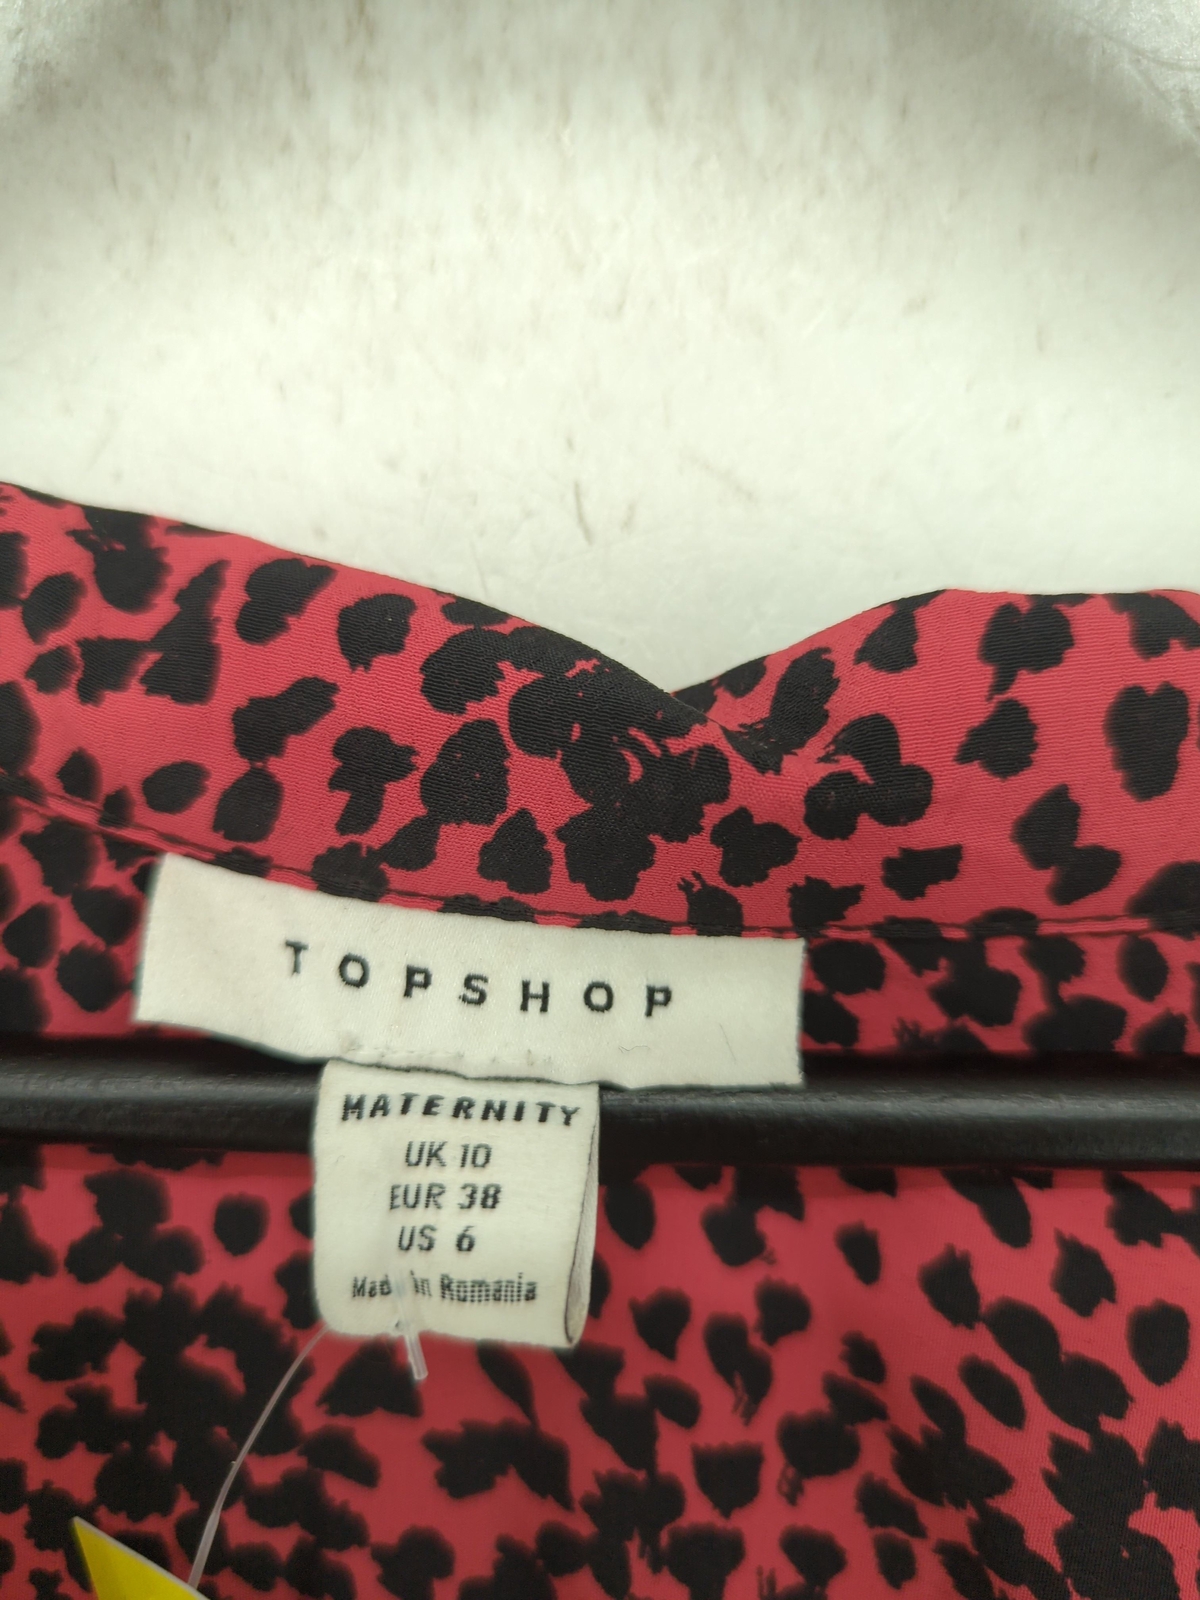 TOPSHOP
MATERNITY
UK 10
EUR 38
US 6
Made in Romania